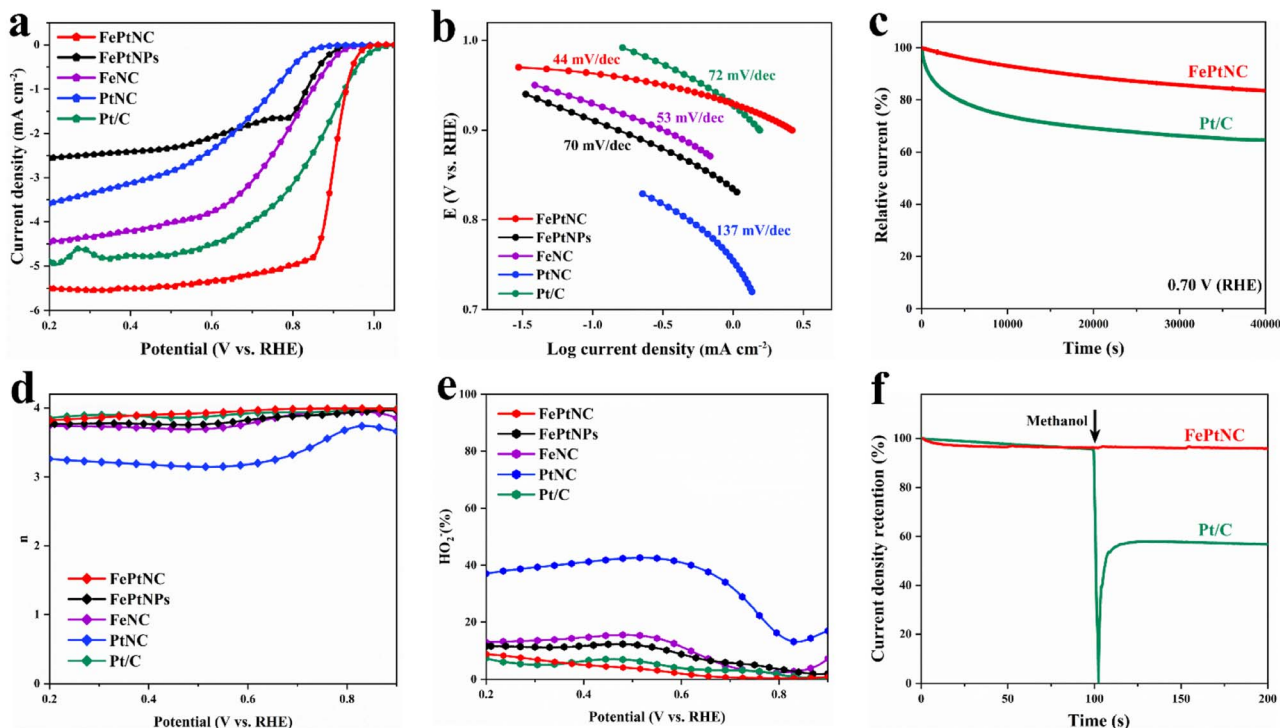 a
FePtNC
FePtNPs
FeNC
PtNC
Pt/C
Current density (mA cm⁻²)
0
-1
-2
-3
-4
-5
-6
0.2
0.4
0.6
0.8
1.0
Potential (V vs. RHE)
b
44 mV/dec
72 mV/dec
53 mV/dec
70 mV/dec
137 mV/dec
FePtNC
FePtNPs
FeNC
PtNC
Pt/C
E (V vs. RHE)
1.0
0.9
0.8
0.7
-1.5
-1.0
-0.5
0.0
0.5
Log current density (mA cm⁻²)
c
FePtNC
Pt/C
0.70 V (RHE)
Relative current (%)
100
80
60
40
20
0
0
10000
20000
30000
40000
Time (s)
d
FePtNC
FePtNPs
FeNC
PtNC
Pt/C
n
4
3
2
1
0
0.2
0.4
0.6
0.8
Potential (V vs. RHE)
e
FePtNC
FePtNPs
FeNC
PtNC
Pt/C
HO₂⁻(%)
100
80
60
40
20
0
0.2
0.4
0.6
0.8
Potential (V vs. RHE)
f
Methanol
FePtNC
Pt/C
Current density retention (%)
100
80
60
40
20
0
0
50
100
150
200
Time (s)